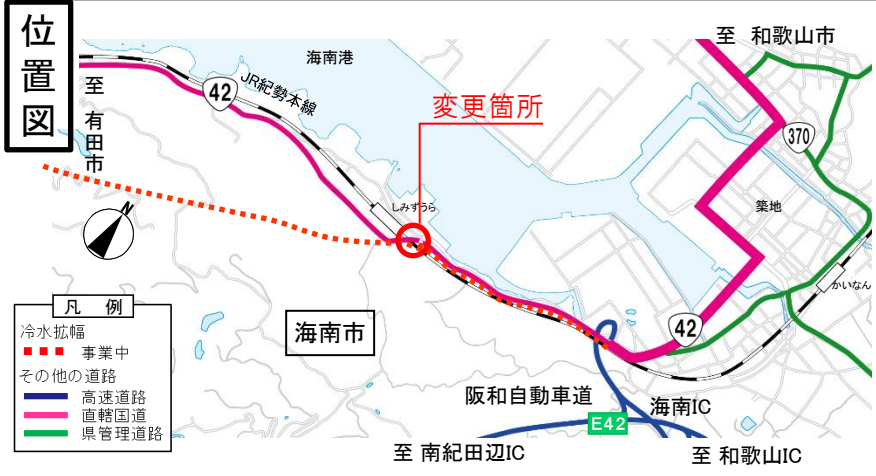 位置図
至 和歌山市
海南港
JR紀勢本線
42
至 有田市
変更箇所
370
しみずうら
築地
N
かいなん
凡 例
冷水拡幅
事業中
その他の道路
高速道路
直轄国道
県管理道路
海南市
42
阪和自動車道
海南IC
E42
至 南紀田辺IC
至 和歌山IC